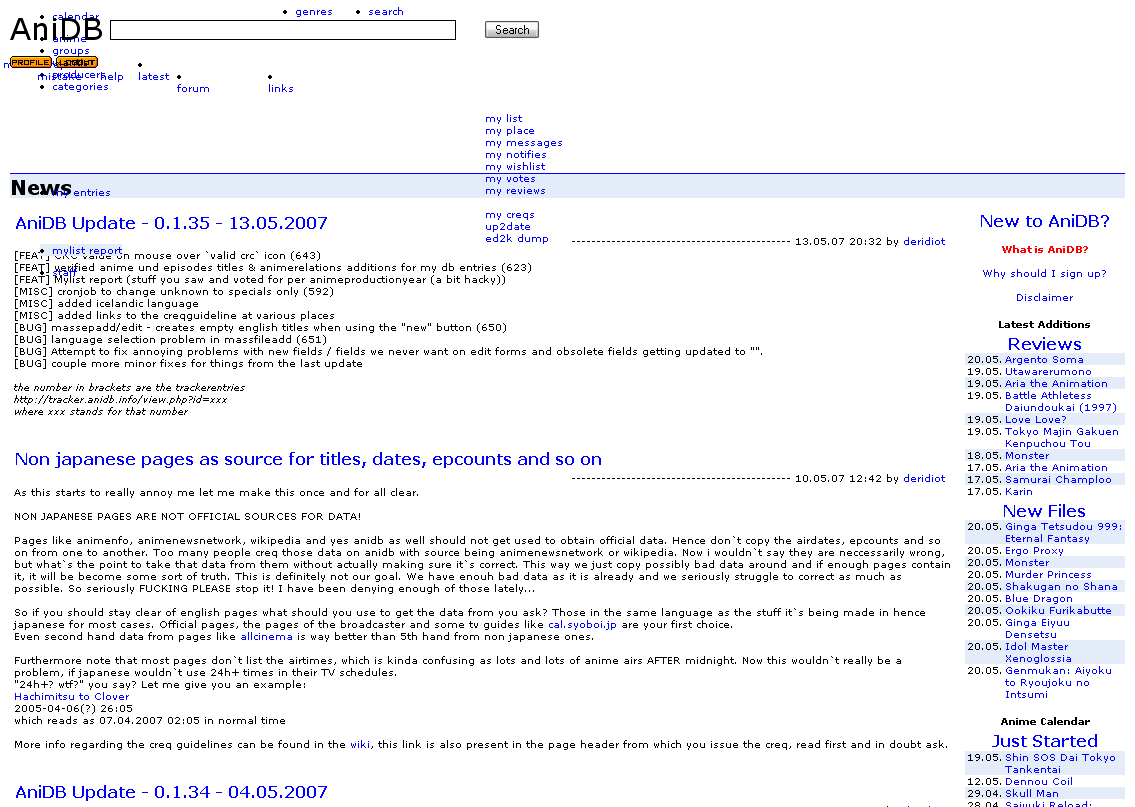 calendar
genres
search
AniDB
Search
anime
groups
PROFILE
LOGOUT
producers
mistake
help
latest
categories
forum
links
my list
my place
my messages
my notifies
my wishlist
my votes
my reviews
News
my entries
my creqs
up2date
ed2k dump
AniDB Update - 0.1.35 - 13.05.2007
13.05.07 20:32 by deridiot
mylist report
[FEAT] CRC value on mouse over `valid crc` icon (643)
[FEAT] verified anime und episodes titles & animerelations additions for my db entries (623)
staff
[FEAT] Mylist report (stuff you saw and voted for per animeproductionyear (a bit hacky))
[MISC] cronjob to change unknown to specials only (592)
[MISC] added icelandic language
[MISC] added links to the creqguideline at various places
[BUG] massepadd/edit - creates empty english titles when using the "new" button (650)
[BUG] language selection problem in massfileadd (651)
[BUG] Attempt to fix annoying problems with new fields / fields we never want on edit forms and obsolete fields getting updated to "".
[BUG] couple more minor fixes for things from the last update
the number in brackets are the trackerentries
http://tracker.anidb.info/view.php?id=xxx
where xxx stands for that number
Non japanese pages as source for titles, dates, epcounts and so on
10.05.07 12:42 by deridiot
As this starts to really annoy me let me make this once and for all clear.
NON JAPANESE PAGES ARE NOT OFFICIAL SOURCES FOR DATA!
Pages like animenfo, animenewsnetwork, wikipedia and yes anidb as well should not get used to obtain official data. Hence don`t copy the airdates, epcounts and so
on from one to another. Too many people creq those data on anidb with source being animenewsnetwork or wikipedia. Now i wouldn`t say they are neccessarily wrong,
but what`s the point to take that data from them without actually making sure it`s correct. This way we just copy possibly bad data around and if enough pages contain
it, it will be become some sort of truth. This is definitely not our goal. We have enouh bad data as it is already and we seriously struggle to correct as much as
possible. So seriously FUCKING PLEASE stop it! I have been denying enough of those lately...
So if you should stay clear of english pages what should you use to get the data from you ask? Those in the same language as the stuff it`s being made in hence
japanese for most cases. Official pages, the pages of the broadcaster and some tv guides like cal.syoboi.jp are your first choice.
Even second hand data from pages like allcinema is way better than 5th hand from non japanese ones.
Furthermore note that most pages don`t list the airtimes, which is kinda confusing as lots and lots of anime airs AFTER midnight. Now this wouldn`t really be a
problem, if japanese wouldn`t use 24h+ times in their TV schedules.
"24h+? wtf?" you say? Let me give you an example:
Hachimitsu to Clover
2005-04-06(?) 26:05
which reads as 07.04.2007 02:05 in normal time
More info regarding the creq guidelines can be found in the wiki, this link is also present in the page header from which you issue the creq, read first and in doubt ask.
AniDB Update - 0.1.34 - 04.05.2007
New to AniDB?
What is AniDB?
Why should I sign up?
Disclaimer
Latest Additions
Reviews
20.05. Argento Soma
19.05. Utawarerumono
19.05. Aria the Animation
19.05. Battle Athletess
Daiundoukai (1997)
19.05. Love Love?
19.05. Tokyo Majin Gakuen
Kenpuchou Tou
18.05. Monster
17.05. Aria the Animation
17.05. Samurai Champloo
17.05. Karin
New Files
20.05. Ginga Tetsudou 999:
Eternal Fantasy
20.05. Ergo Proxy
20.05. Monster
20.05. Murder Princess
20.05. Shakugan no Shana
20.05. Blue Dragon
20.05. Ookiku Furikabutte
20.05. Ginga Eiyuu
Densetsu
20.05. Idol Master
Xenoglossia
20.05. Genmukan: Aiyoku
to Ryoujoku no
Intsumi
Anime Calendar
Just Started
19.05. Shin SOS Dai Tokyo
Tankentai
12.05. Dennou Coil
29.04. Skull Man
28.04. Saiyuki Reload: